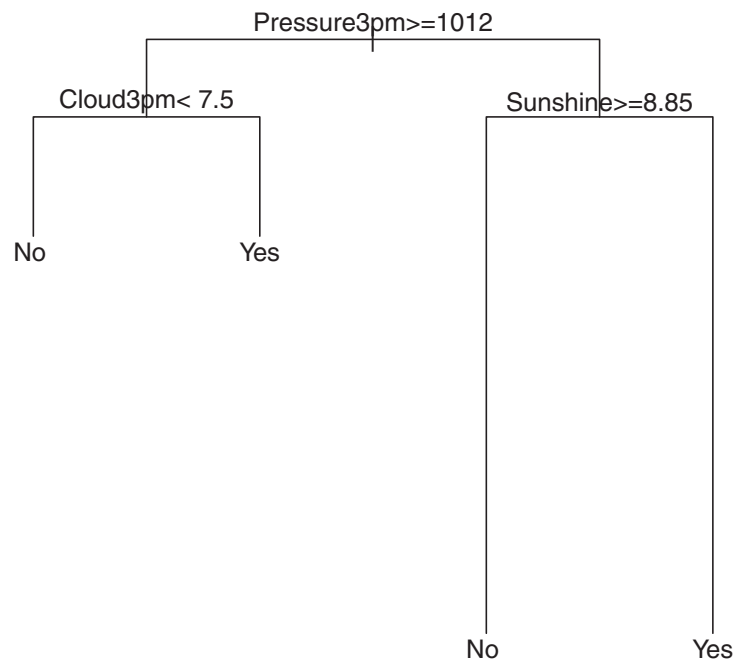 Pressure3pm>=1012
Cloud3pm< 7.5
Sunshine>=8.85
No
Yes
No
Yes